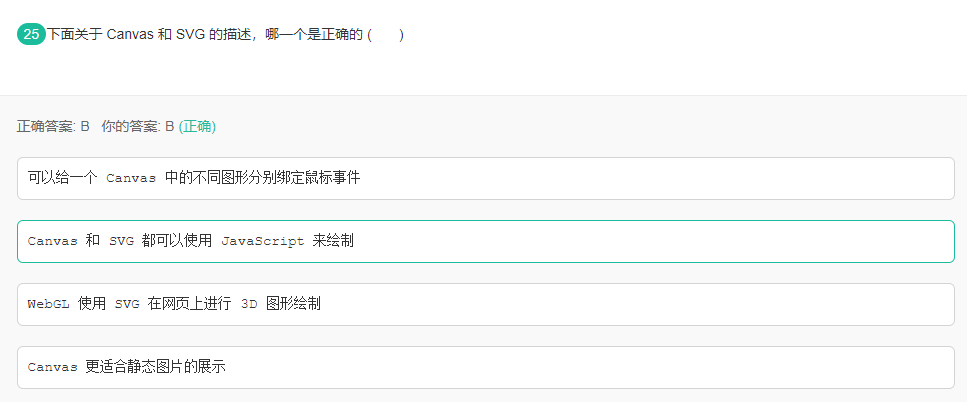 25 下面关于 Canvas 和 SVG 的描述，哪一个是正确的 (　　)
正确答案: B 你的答案: B (正确)
可以给一个 Canvas 中的不同图形分别绑定鼠标事件
Canvas 和 SVG 都可以使用 JavaScript 来绘制
WebGL 使用 SVG 在网页上进行 3D 图形绘制
Canvas 更适合静态图片的展示